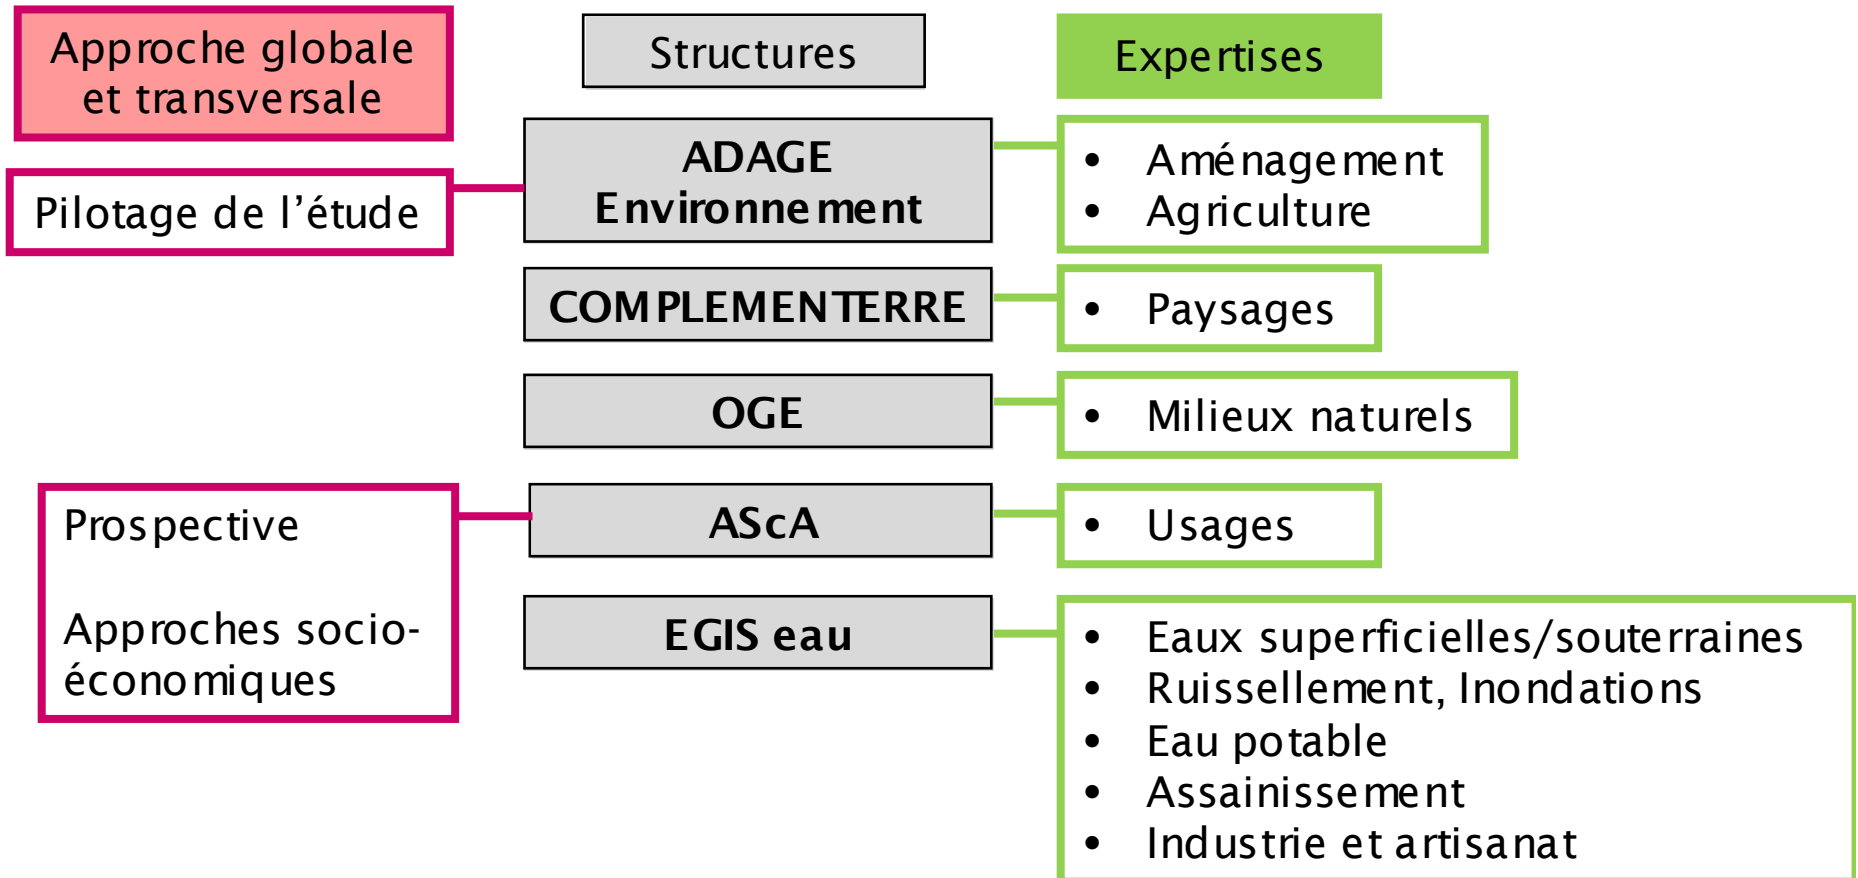 Approche globale
et transversale
Structures
Expertises
Pilotage de l’étude
ADAGE
Environnement
• Aménagement
• Agriculture
COMPLEMENTERRE
• Paysages
OGE
• Milieux naturels
Prospective
Approches socio-
économiques
AScA
• Usages
EGIS eau
• Eaux superficielles/souterraines
• Ruissellement, Inondations
• Eau potable
• Assainissement
• Industrie et artisanat